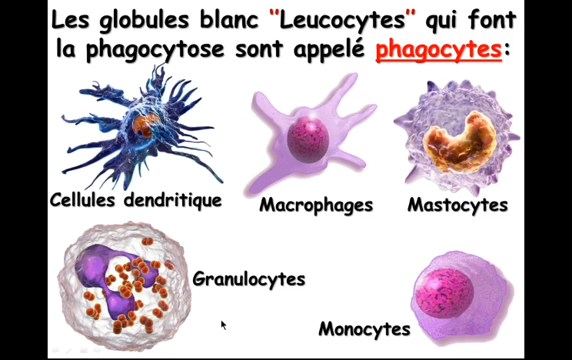 Les globules blanc "Leucocytes" qui font
la phagocytose sont appelé phagocytes:
Cellules dendritique
Macrophages
Mastocytes
Granulocytes
Monocytes